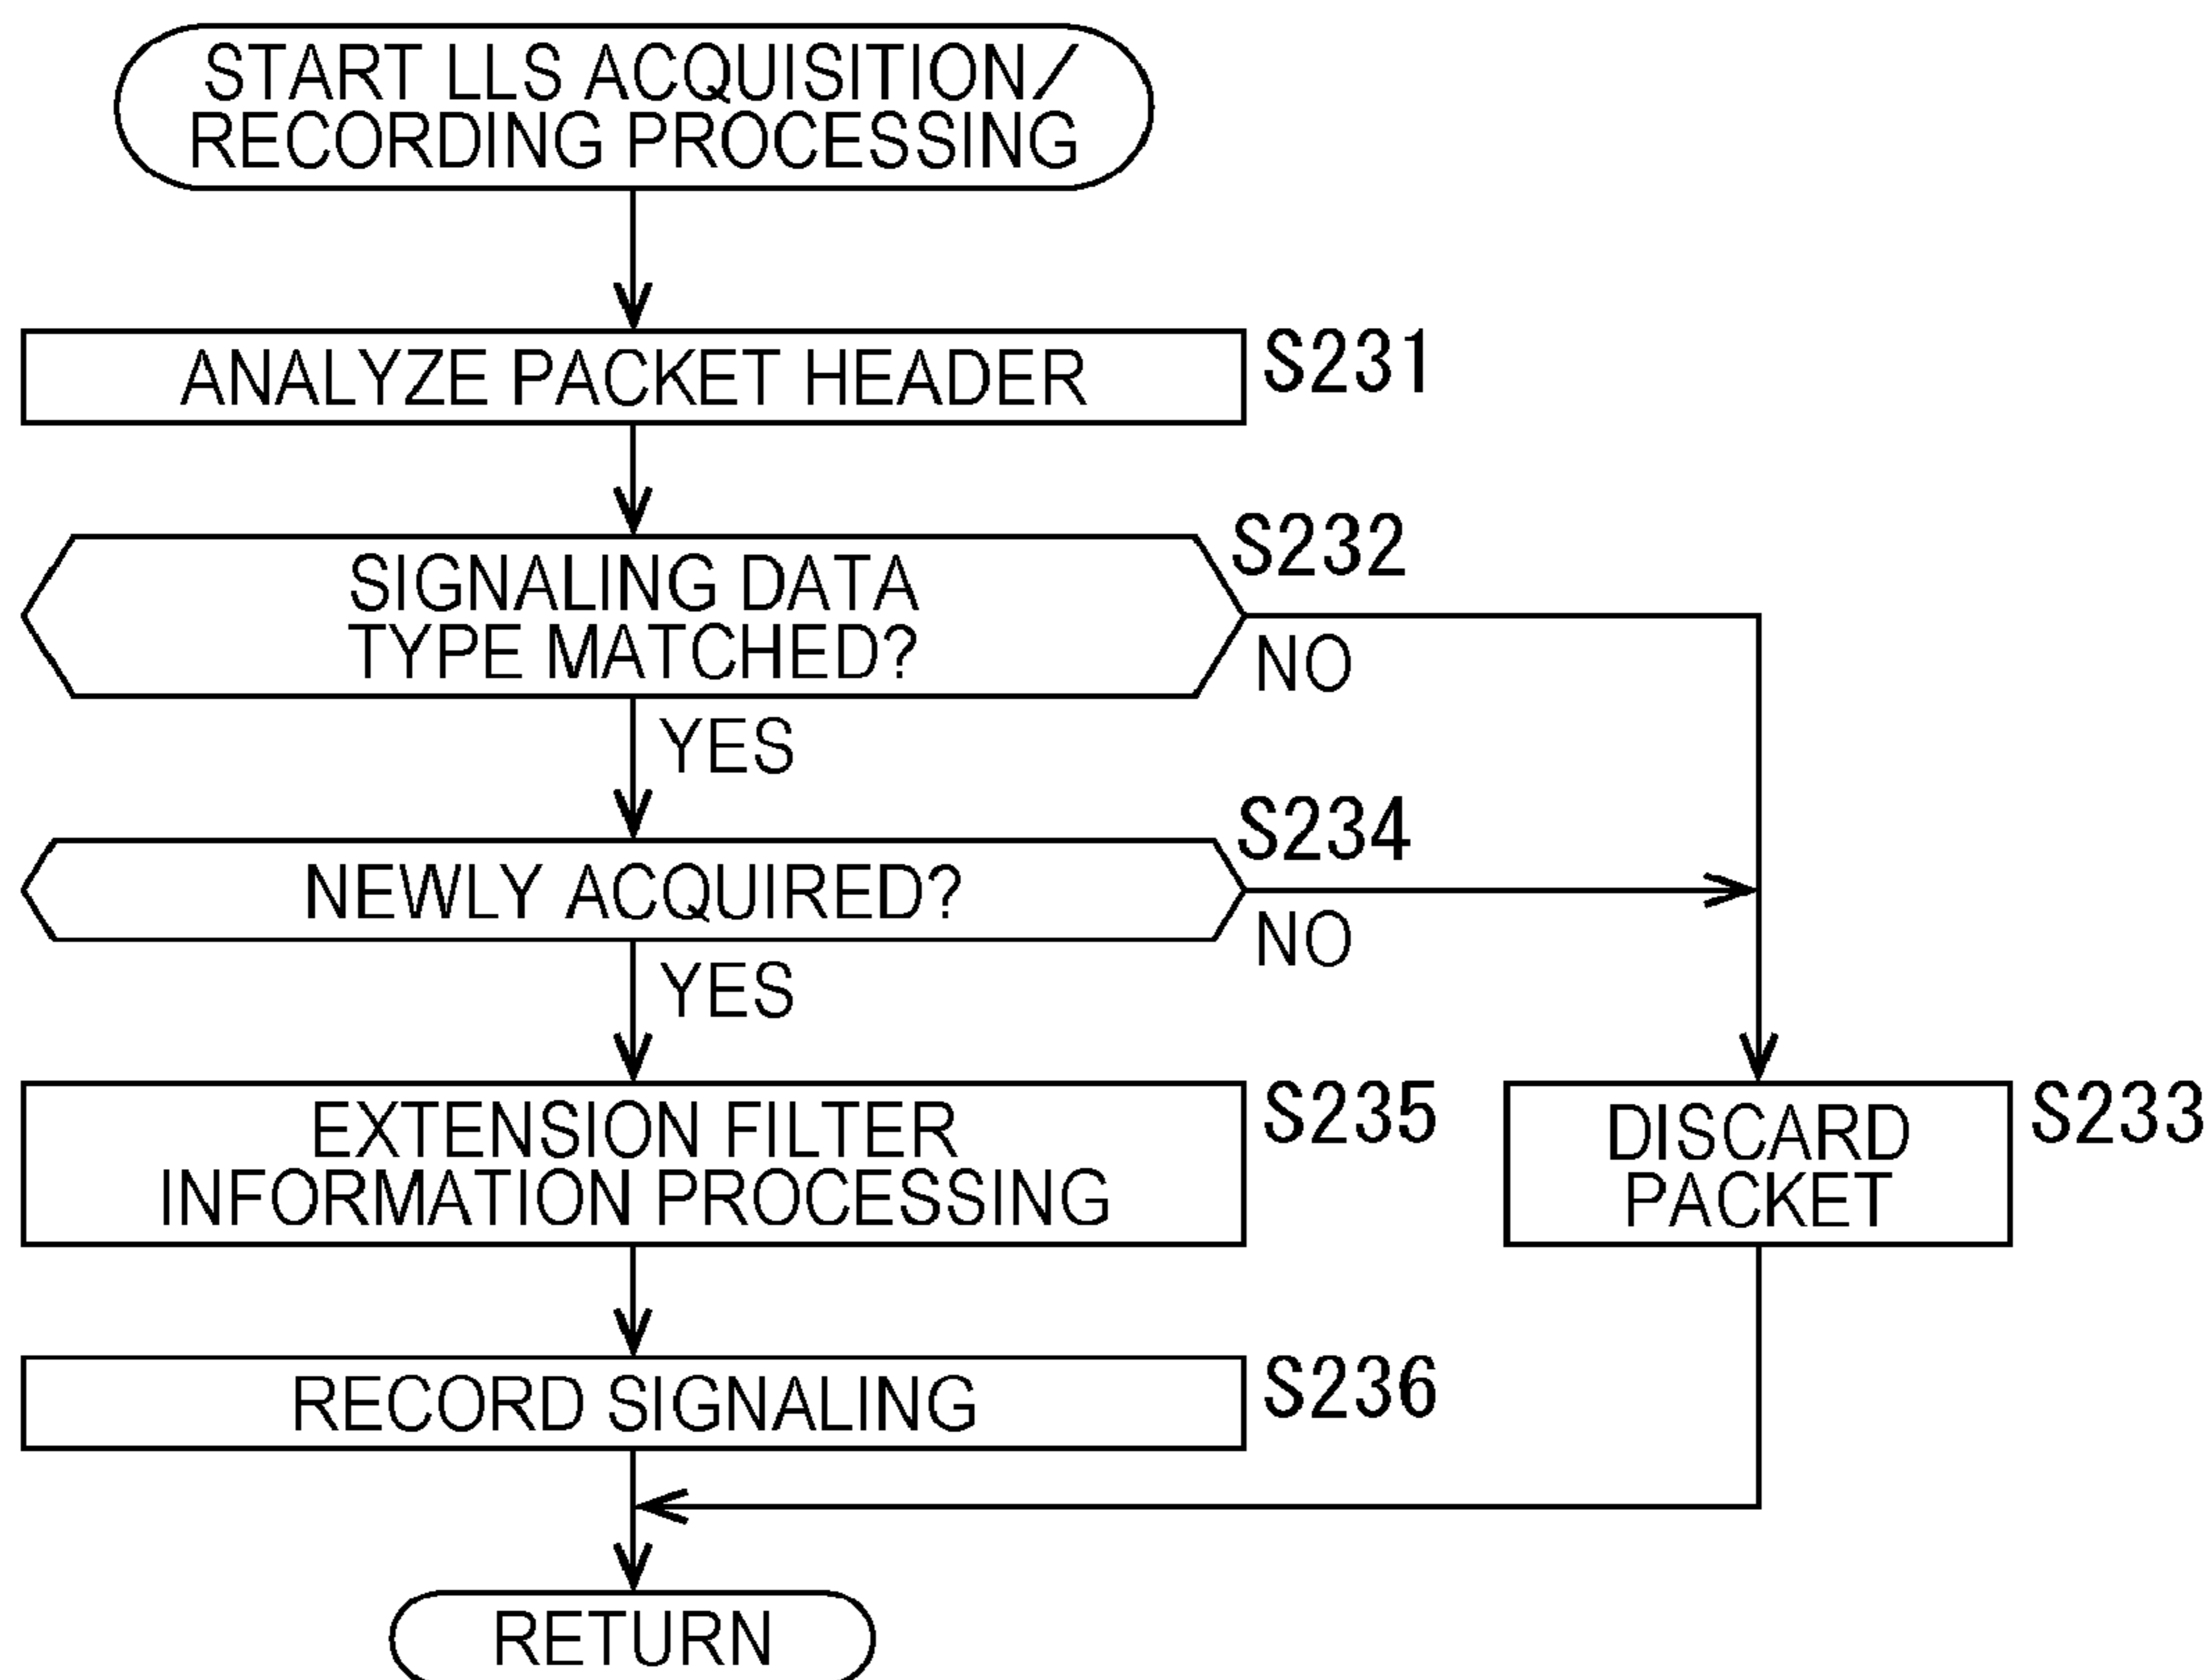 START LLS ACQUISITION/
RECORDING PROCESSING
ANALYZE PACKET HEADER
S231
SIGNALING DATA
TYPE MATCHED?
S232
NO
YES
NEWLY ACQUIRED?
S234
NO
YES
EXTENSION FILTER
INFORMATION PROCESSING
S235
DISCARD
PACKET
S233
RECORD SIGNALING
S236
RETURN